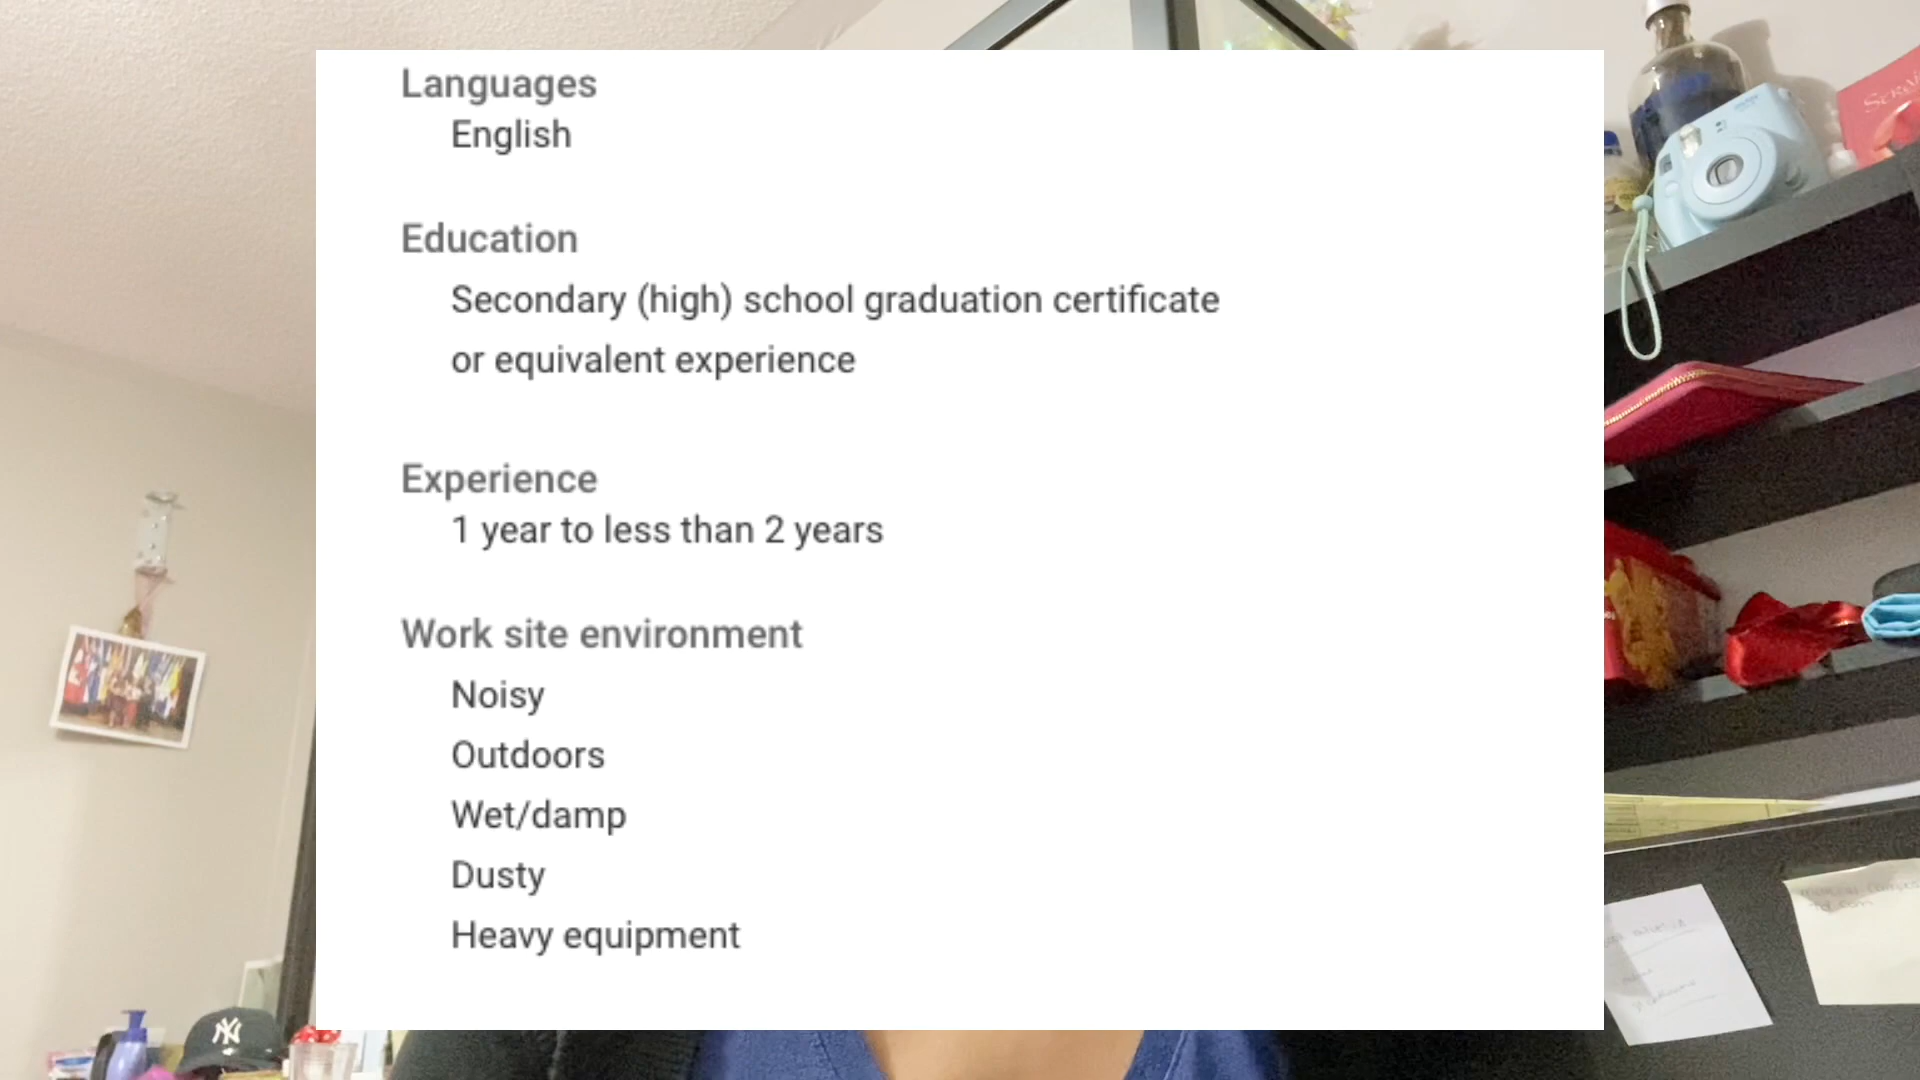 Languages
English
Education
Secondary (high) school graduation certificate
or equivalent experience
Experience
1 year to less than 2 years
Work site environment
Noisy
Outdoors
Wet/damp
Dusty
Heavy equipment
NY